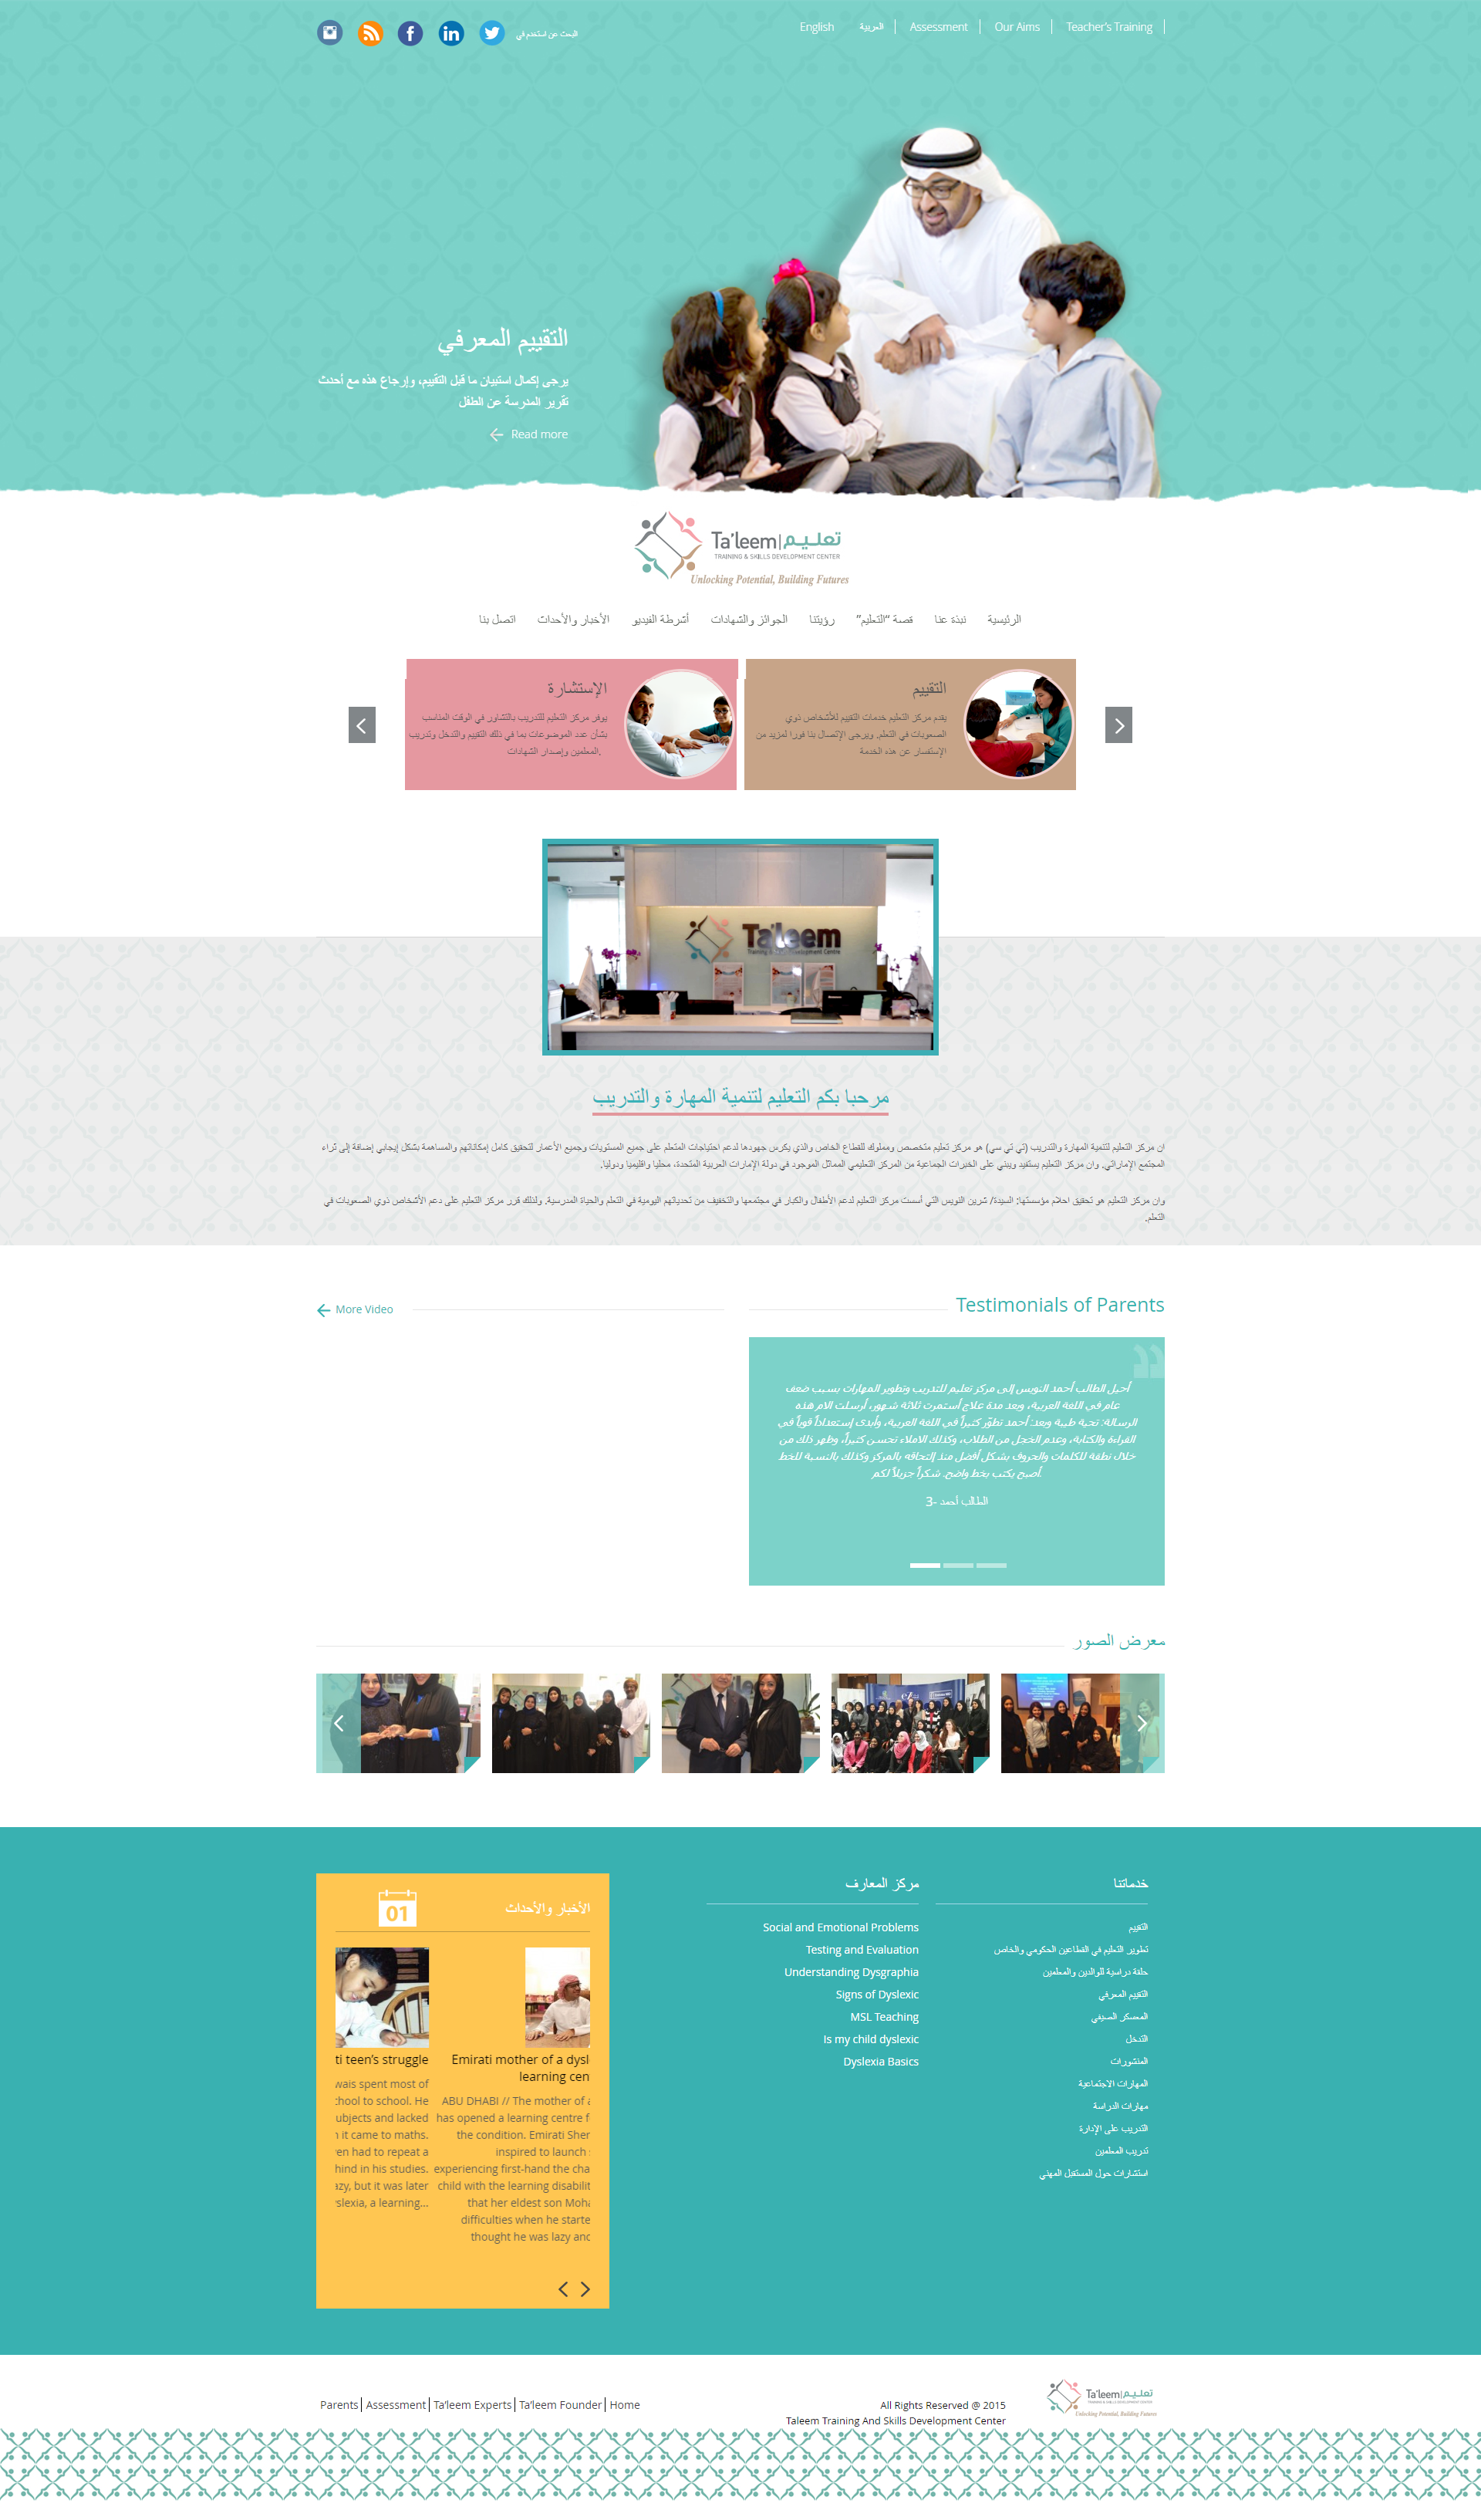 English
العربية
Assessment
Our Aims
Teacher's Training
البحث عن استخدم في
التقييم المعرفي
يرجى إكمال استبيان ما قبل التقييم، وإرجاع هذه مع أحدث
تقرير المدرسة عن الطفل
Read more
Ta'leem | تعليم
TRAINING & SKILLS DEVELOPMENT CENTER
Unlocking Potential, Building Futures
الرئيسية
نبذة عنا
قصة "التعليم"
رؤيتنا
الجوائز والشهادات
أشرطة الفيديو
الأخبار والأحداث
اتصل بنا
التقييم
يقدم مركز التعليم خدمات التقييم للأشخاص ذوي
الصعوبات في التعلم. ويرجى الإتصال بنا فورا لمزيد من
الإستفسار عن هذه الخدمة
الإستشارة
يوفر مركز التعليم للتدريب بالتشاور في الوقت المناسب
بشأن عدد الموضوعات بما في ذلك التقييم والتدخل وتدريب
المعلمين وإصدار الشهادات.
Ta'leem
مرحبا بكم التعليم لتنمية المهارة والتدريب
ان مركز التعليم لتنمية المهارة والتدريب (تي تي سي) هو مركز تعليم متخصص ومملوك للقطاع الخاص والذي يكرس جهودها لدعم احتياجات المتعلم على جميع المستويات وجميع الأعمار لتحقيق كامل إمكاناتهم والمساهمة بشكل إيجابي إضافة إلى ثراء
المجتمع الإماراتي. وان مركز التعليم يستفيد ويبني على الخبرات الجماعية من المركز التعليمي المماثل الموجود في دولة الإمارات العربية المتحدة، محليا واقليميا ودوليا.
وان مركز التعليم هو تحقيق احلام مؤسستها: السيدة/ شرين النويس التي أسست مركز التعليم لدعم الأطفال والكبار في مجتمعها والتخفيف من تحدياتهم اليومية في التعلم والحياة المدرسية. ولذلك قرر مركز التعليم على دعم الأشخاص ذوي الصعوبات في
التعلم.
Testimonials of Parents
More Video
أحيل الطالب أحمد النويس إلى مركز تعليم للتدريب وتطوير المهارات بسبب ضعف
عام في اللغة العربية، وبعد مدة علاج أستمرت ثلاثة شهور، أرسلت الام هذه
الرسالة: تحية طيبة وبعد: أحمد تطوّر كثيراً في اللغة العربية، وأبدى إستعداداً قوياً في
القراءة والكتابة، وعدم الخجل من الطلاب، وكذلك الاملاء تحسن كثيراً، وظهر ذلك من
خلال نطقه للكلمات والحروف بشكل أفضل منذ إلتحاقه بالمركز وكذلك بالنسبة للخط
أصبح يكتب بخط واضح. شكراً جزيلاً لكم.
الطالب أحمد -3
معرض الصور
خدماتنا
التقييم
تطوير التعليم في القطاعين الحكومي والخاص
حلقة دراسية للوالدين والمعلمين
التقييم المعرفي
المعسكر الصيفي
التدخل
المنشورات
المهارات الاجتماعية
مهارات الدراسة
التدريب على الإدارة
تدريب المعلمين
استشارات حول المستقبل المهني
مركز المعارف
Social and Emotional Problems
Testing and Evaluation
Understanding Dysgraphia
Signs of Dyslexic
MSL Teaching
Is my child dyslexic
Dyslexia Basics
الأخبار والأحداث
01
Emirati mother of a dysl
learning cen
ABU DHABI // The mother of a
has opened a learning centre f
the condition. Emirati Sher
inspired to launch
experiencing first-hand the cha
child with the learning disabilit
that her eldest son Moha
difficulties when he starte
thought he was lazy and
ti teen's struggle
wais spent most of
hool to school. He
ubjects and lacked
it came to maths.
en had to repeat a
hind in his studies.
azy, but it was later
slexia, a learning...
Parents
Assessment
Ta'leem Experts
Ta'leem Founder
Home
All Rights Reserved @ 2015
Taleem Training And Skills Development Center
Ta'leem | تعليم
TRAINING & SKILLS DEVELOPMENT CENTER
Unlocking Potential, Building Futures